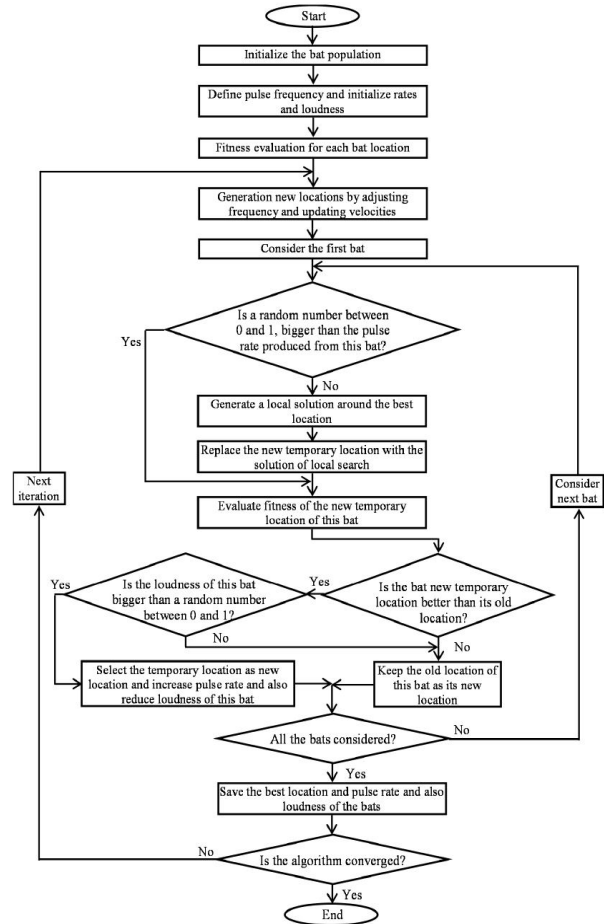 Start
Initialize the bat population
Define pulse frequency and initialize rates
and loudness
Fitness evaluation for each bat location
Generation new locations by adjusting
frequency and updating velocities
Consider the first bat
Is a random number between
0 and 1, bigger than the pulse
rate produced from this bat?
Yes
No
Generate a local solution around the best
location
Replace the new temporary location with the
solution of local search
Next
iteration
Consider
next bat
Evaluate fitness of the new temporary
location of this bat
Is the bat new temporary
location better than its old
location?
Yes
No
Is the loudness of this bat
bigger than a random number
between 0 and 1?
Yes
No
Select the temporary location as new
location and increase pulse rate and also
reduce loudness of this bat
Keep the old location of
this bat as its new
location
All the bats considered?
No
Yes
Save the best location and pulse rate and also
loudness of the bats
Is the algorithm converged?
No
Yes
End